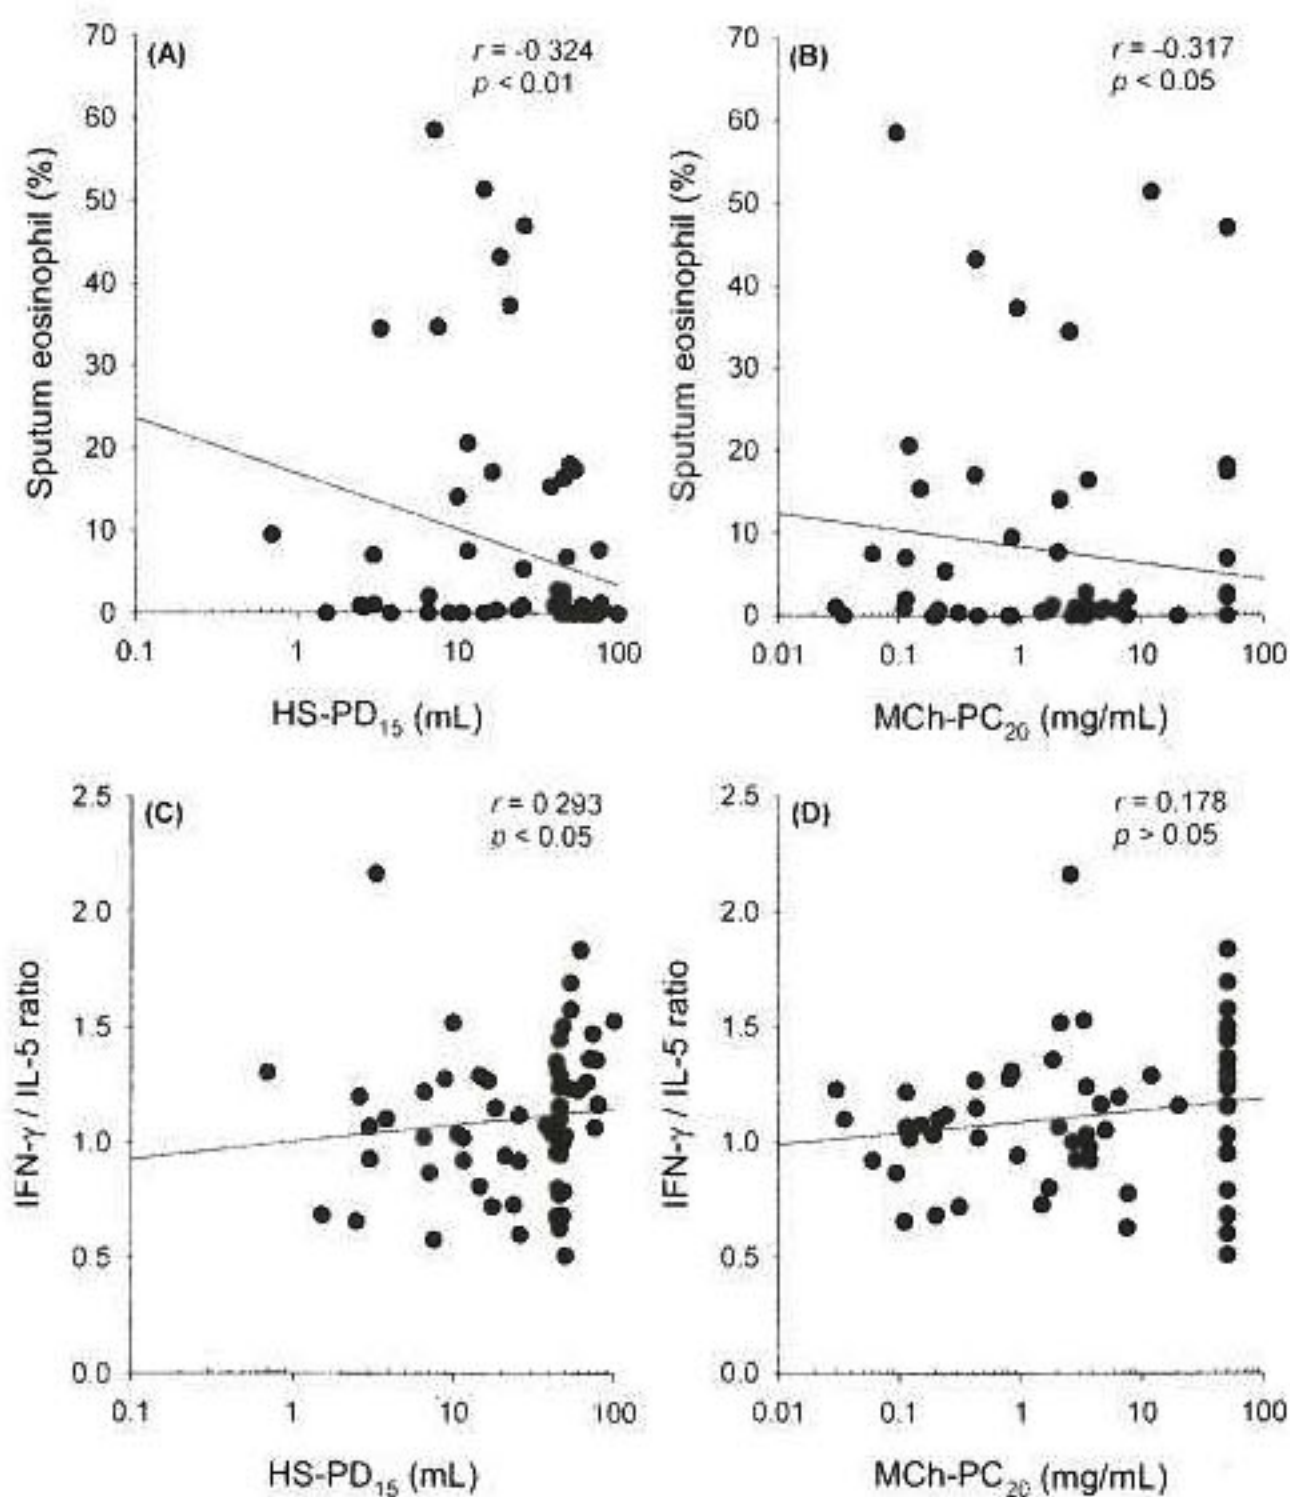 (A)
r = -0.324
p < 0.01
70
60
50
40
30
20
10
0
Sputum eosinophil (%)
0.1 1 10 100
HS-PD15 (mL)
(B)
r = -0.317
p < 0.05
70
60
50
40
30
20
10
0
Sputum eosinophil (%)
0.01 0.1 1 10 100
MCh-PC20 (mg/mL)
(C)
r = 0.293
p < 0.05
2.5
2.0
1.5
1.0
0.5
0.0
IFN-γ / IL-5 ratio
0.1 1 10 100
HS-PD15 (mL)
(D)
r = 0.178
p > 0.05
2.5
2.0
1.5
1.0
0.5
0.0
IFN-γ / IL-5 ratio
0.01 0.1 1 10 100
MCh-PC20 (mg/mL)